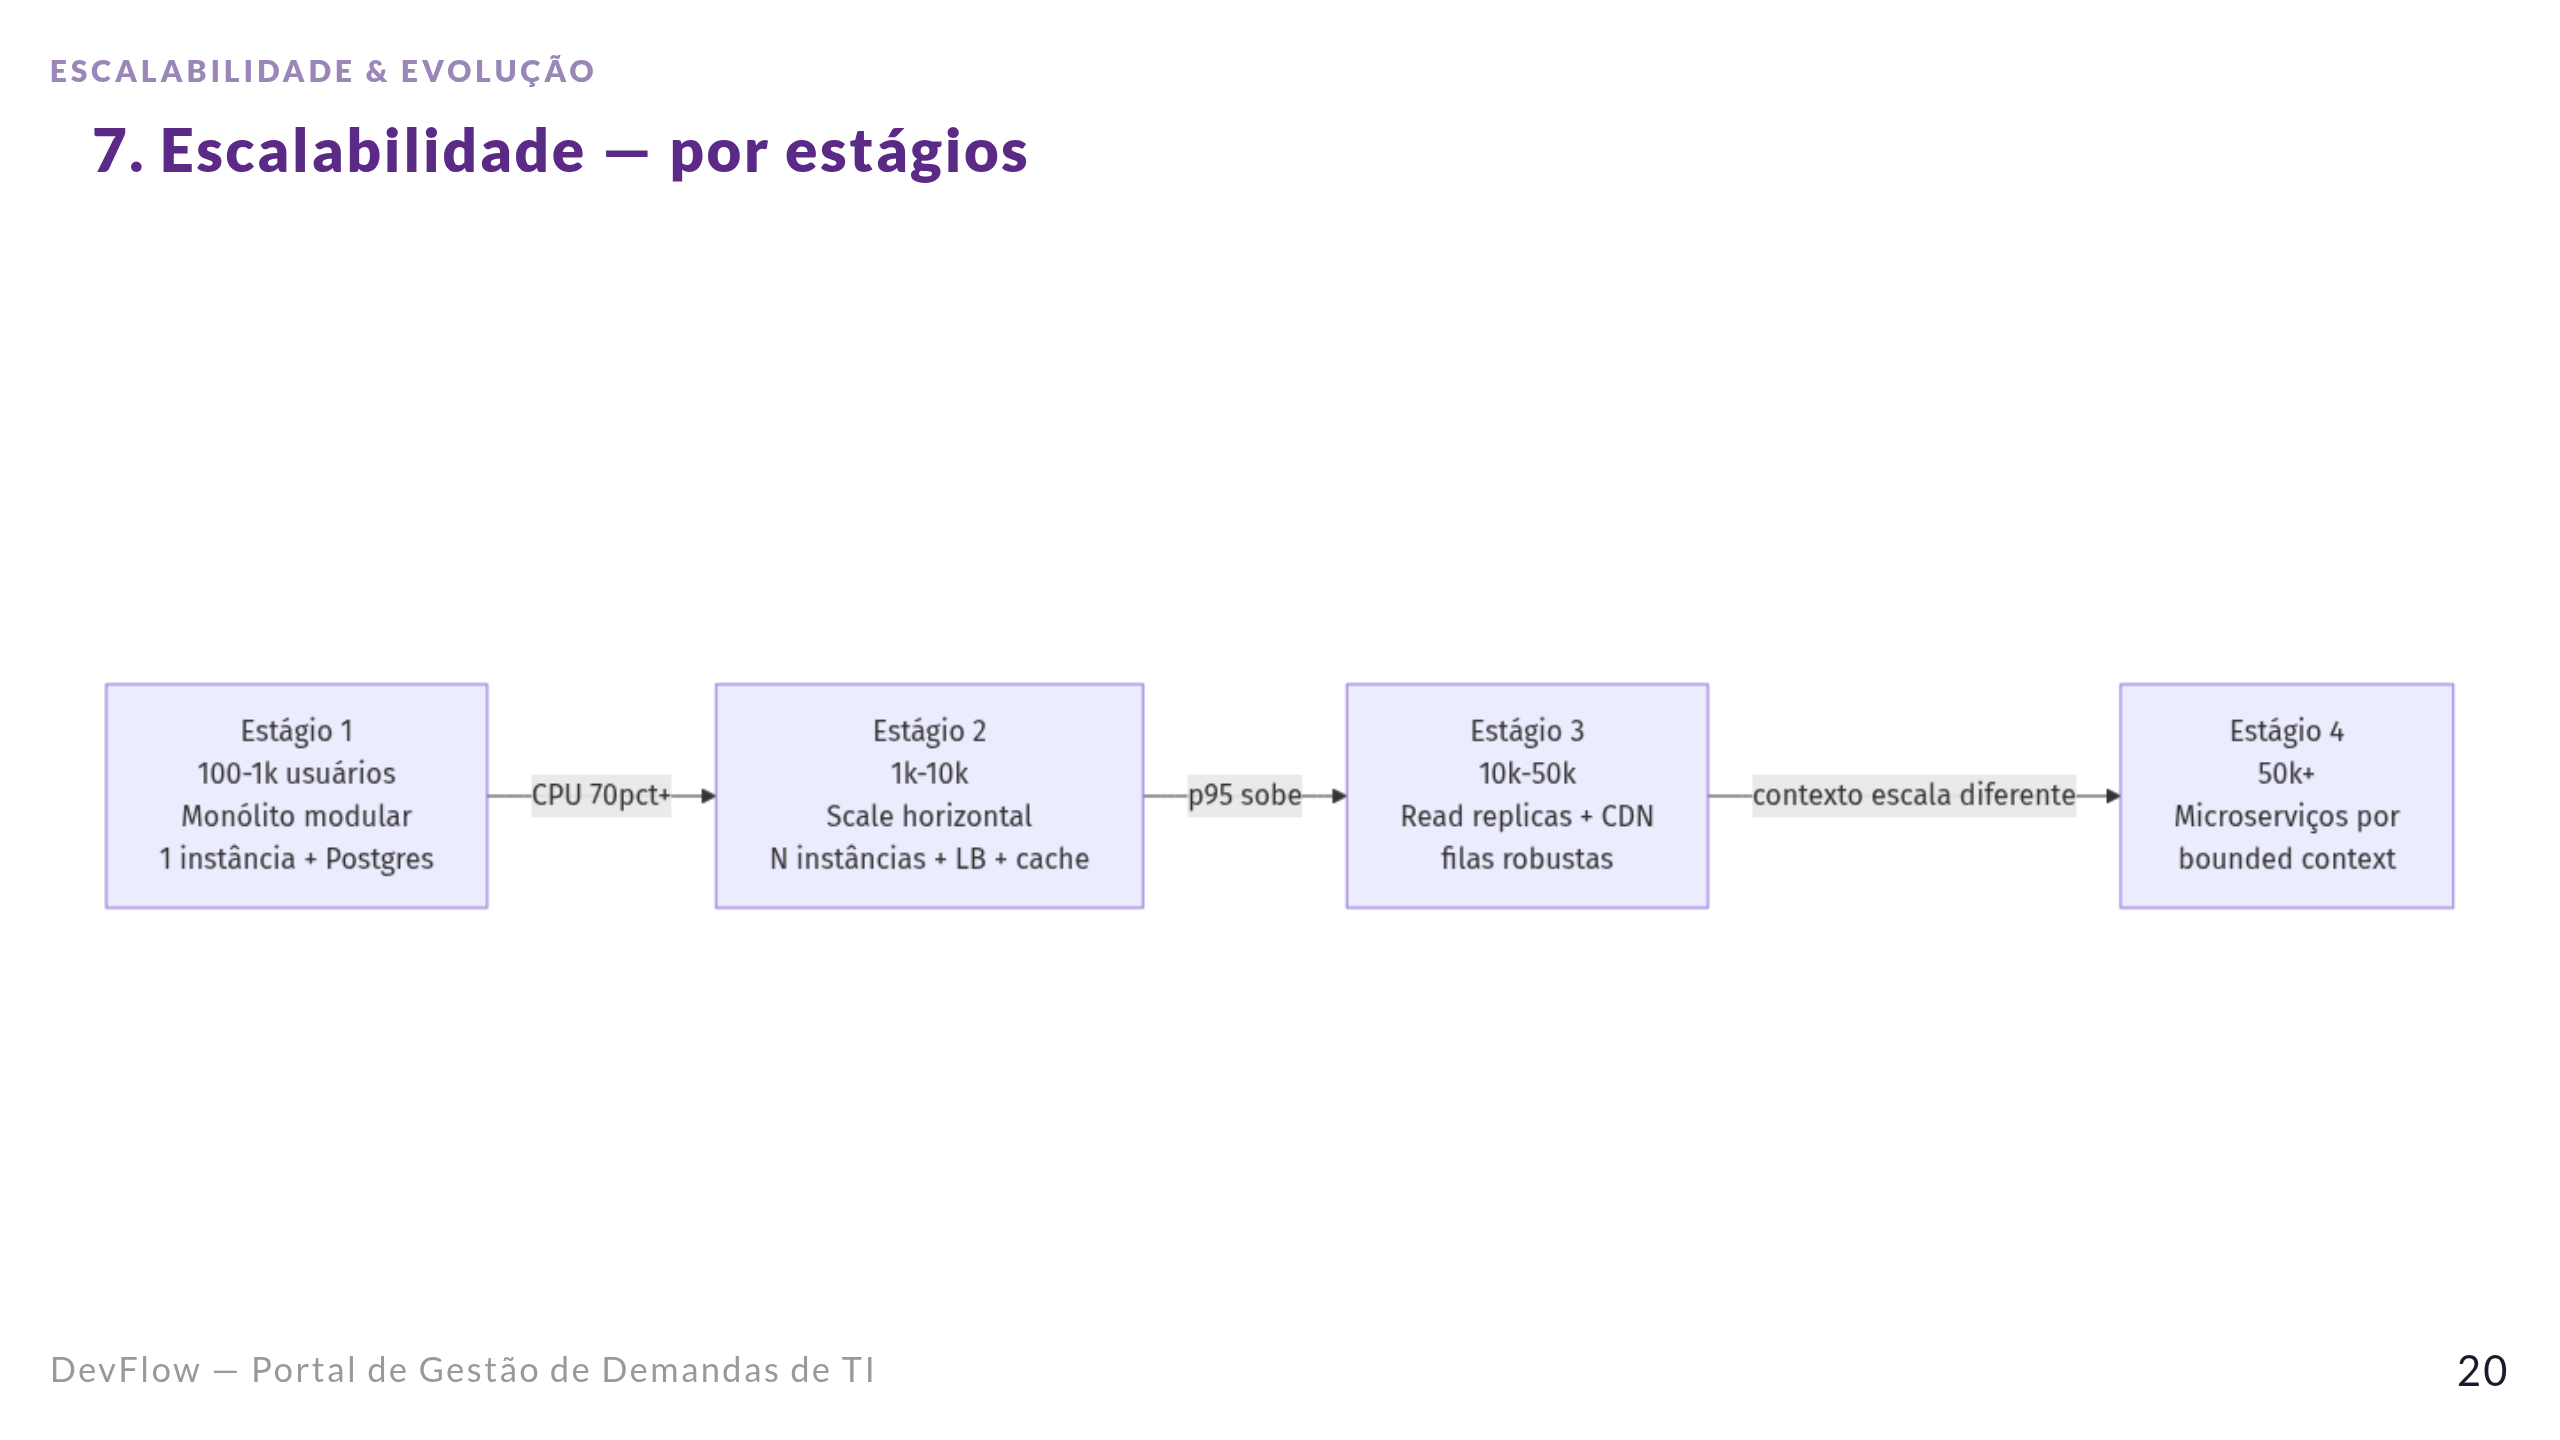 ESCALABILIDADE & EVOLUÇÃO
7. Escalabilidade — por estágios
Estágio 1
100-1k usuários
Monólito modular
1 instância + Postgres
CPU 70pct+
Estágio 2
1k-10k
Scale horizontal
N instâncias + LB + cache
p95 sobe
Estágio 3
10k-50k
Read replicas + CDN
filas robustas
contexto escala diferente
Estágio 4
50k+
Microserviços por
bounded context
DevFlow — Portal de Gestão de Demandas de TI
20